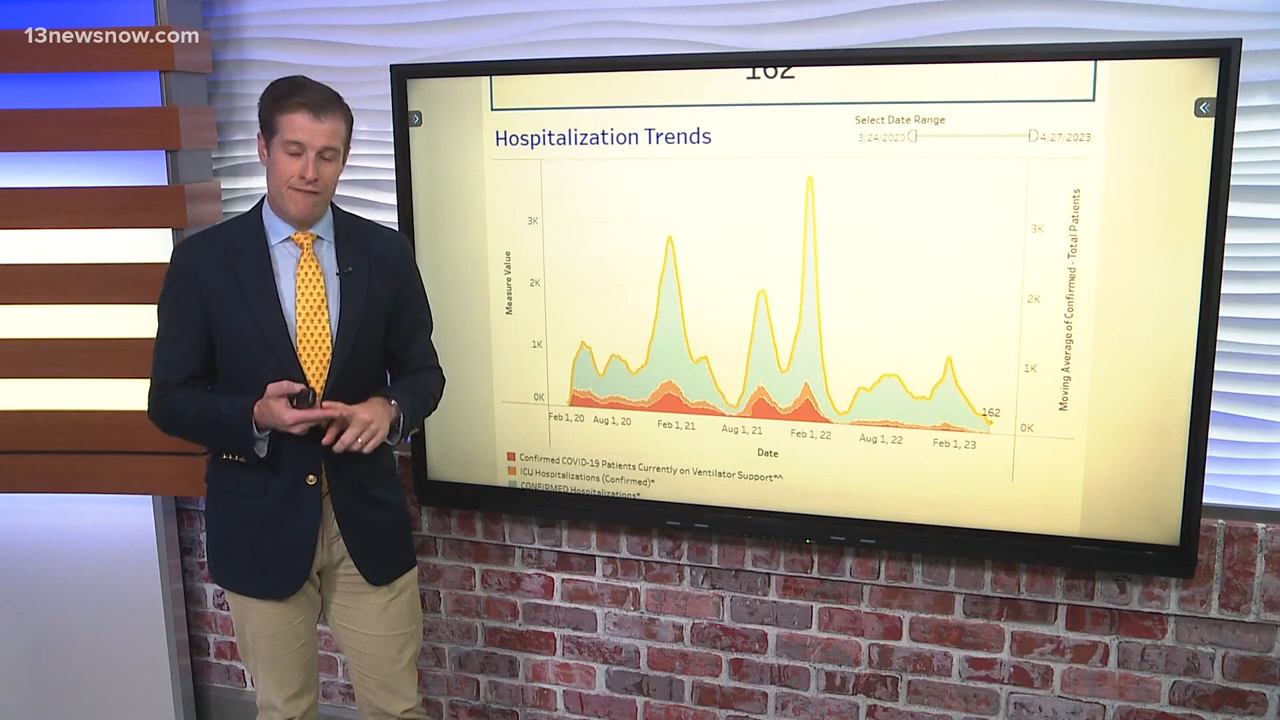 13newsnow.com
162
Hospitalization Trends
Select Date Range
3/24/2020
4/27/2023
Measure Value
3K
2K
1K
0K
3K
2K
1K
0K
Moving Average of Confirmed - Total Patients
162
Feb 1, 20 Aug 1, 20 Feb 1, 21 Aug 1, 21 Feb 1, 22 Aug 1, 22 Feb 1, 23
Date
Confirmed COVID-19 Patients Currently on Ventilator Support*^
ICU Hospitalizations (Confirmed)*
CONFIRMED Hospitalizations*